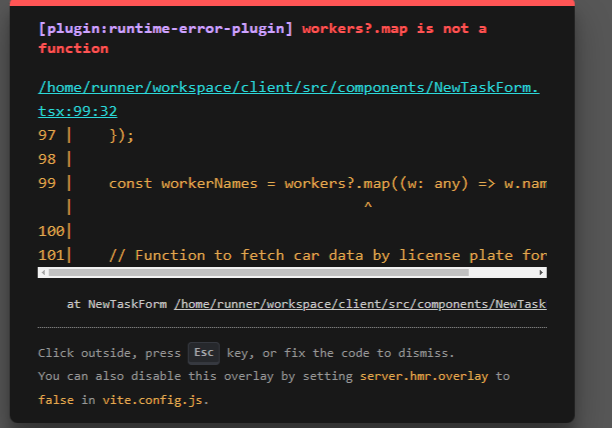 [plugin:runtime-error-plugin] workers?.map is not a
function
/home/runner/workspace/client/src/components/NewTaskForm.
tsx:99:32
97 |    });
98 |
99 |    const workerNames = workers?.map((w: any) => w.nam
   |                                ^
100|
101|    // Function to fetch car data by license plate for
at NewTaskForm /home/runner/workspace/client/src/components/NewTask
Click outside, press Esc key, or fix the code to dismiss.
You can also disable this overlay by setting server.hmr.overlay to
false in vite.config.js.